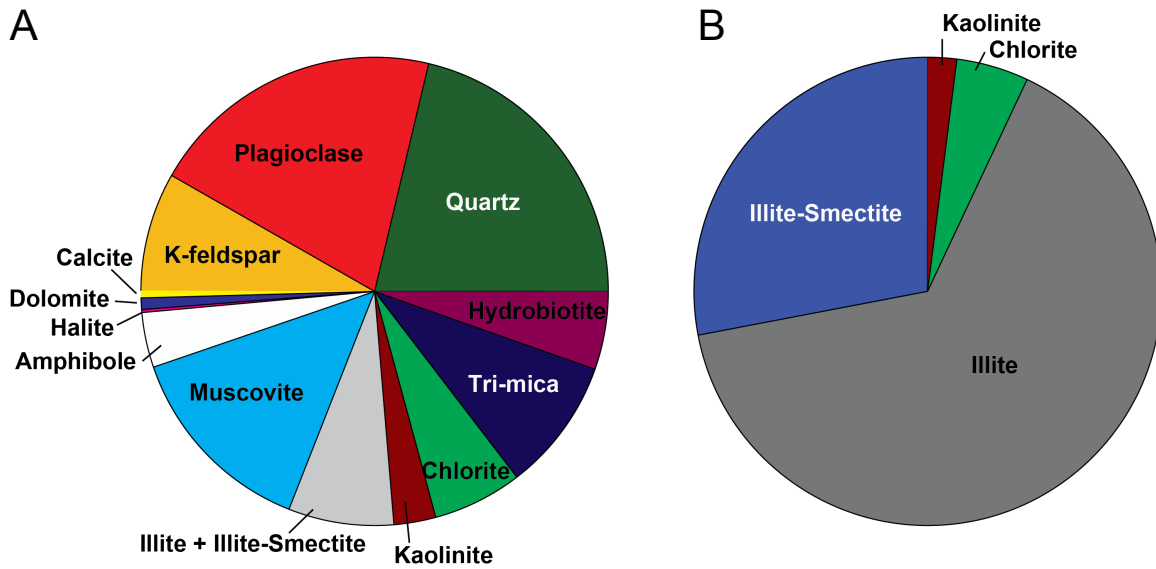 A
Plagioclase
Quartz
K-feldspar
Calcite
Dolomite
Halite
Amphibole
Hydrobiotite
Tri-mica
Muscovite
Chlorite
Illite + Illite-Smectite
Kaolinite
B
Kaolinite
Chlorite
Illite-Smectite
Illite